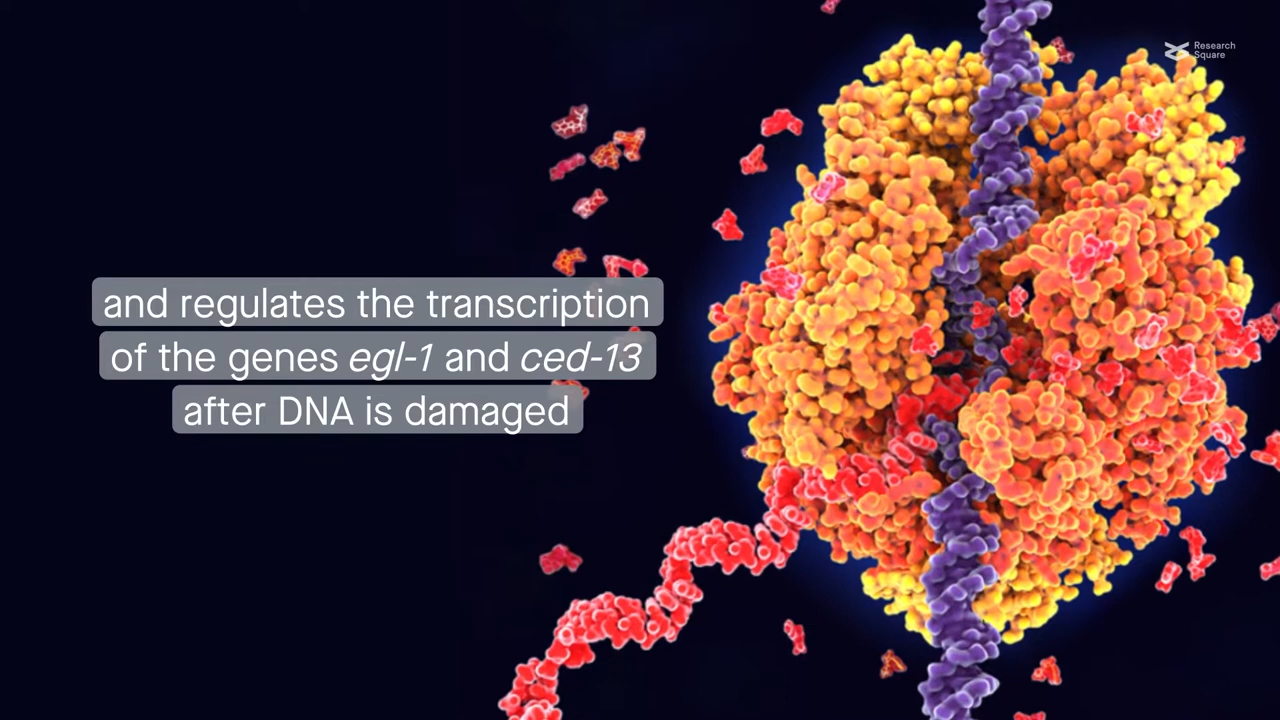 Research
Square
and regulates the transcription
of the genes egl-1 and ced-13
after DNA is damaged